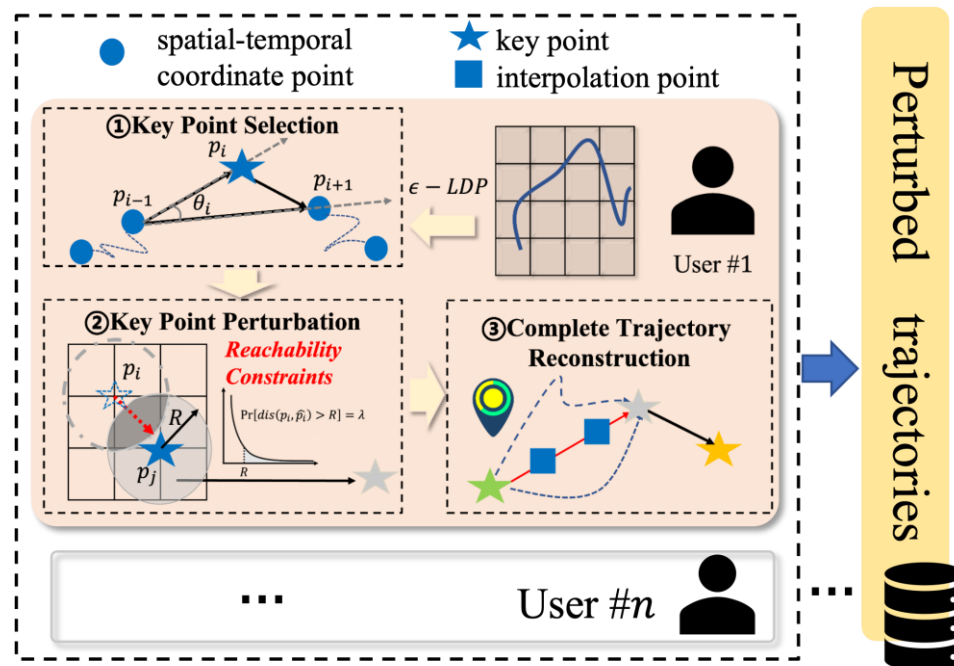 spatial-temporal
coordinate point
key point
interpolation point
①Key Point Selection
p_i
p_{i-1}
θ_i
p_{i+1}
ϵ − LDP
User #1
②Key Point Perturbation
Reachability
Constraints
p_i
R
p_j
Pr[dis(p_i, p̂_i) > R] = λ
R
③Complete Trajectory
Reconstruction
...
User #n
...
Perturbed trajectories